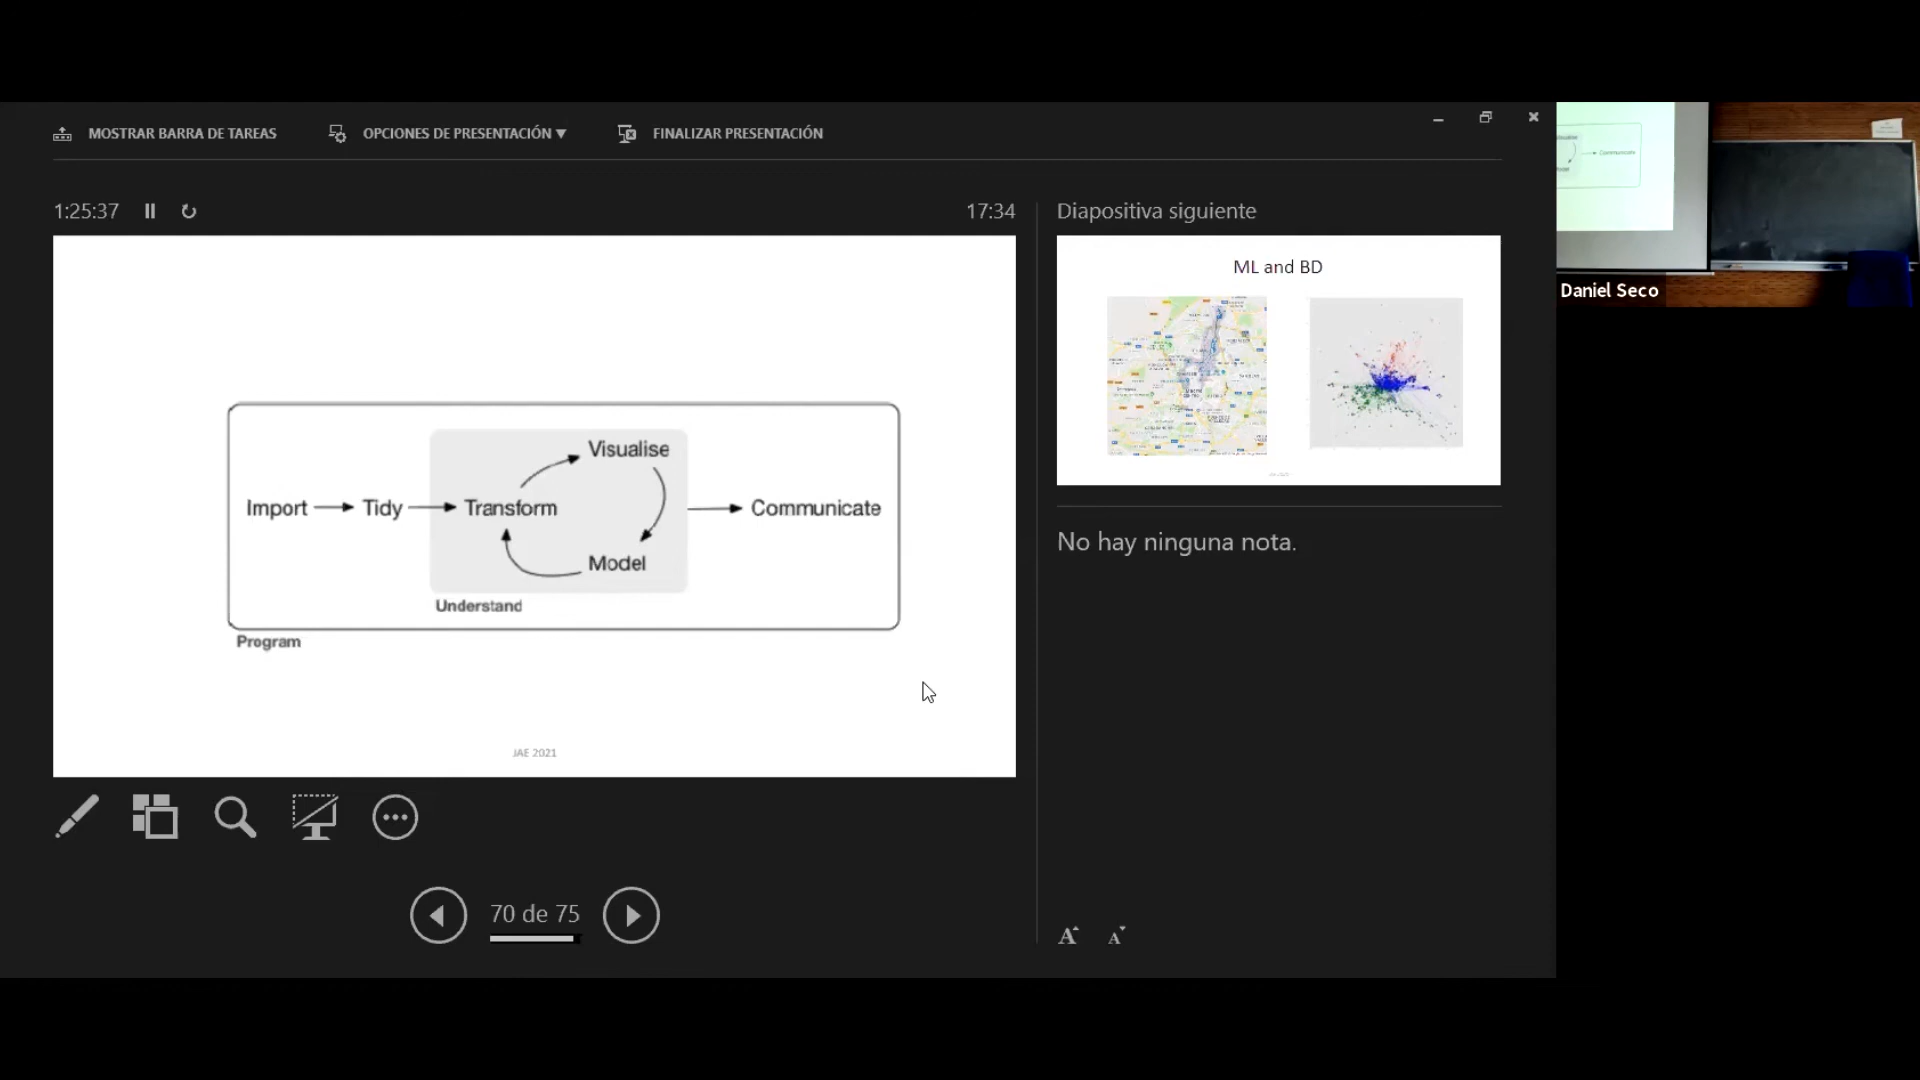 MOSTRAR BARRA DE TAREAS
OPCIONES DE PRESENTACIÓN
FINALIZAR PRESENTACIÓN
1:25:37
17:34
Diapositiva siguiente
Visualise
Import
Tidy
Transform
Communicate
Model
Understand
Program
JAE 2021
ML and BD
No hay ninguna nota.
70 de 75
A
A
Communicate
Daniel Seco